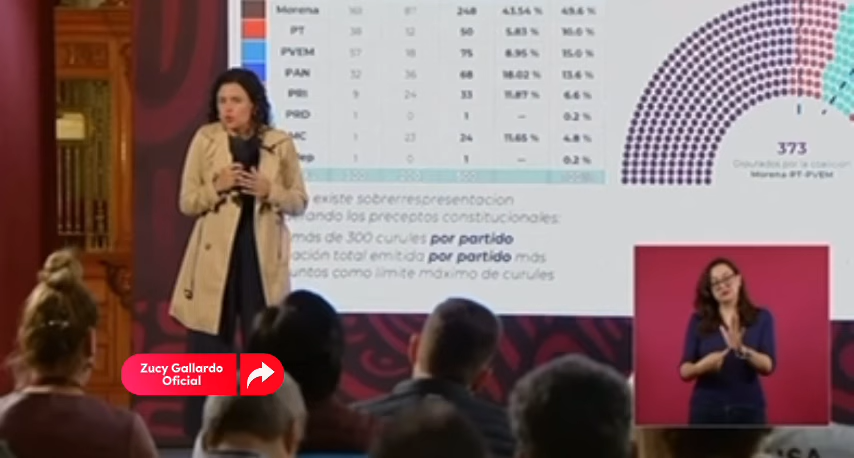 Morena 248 43.54 % 49.6 %
PT 38 12 50 5.83 % 10.0 %
PVEM 57 18 75 8.95 % 15.0 %
PAN 32 36 68 18.02 % 13.6 %
PRI 9 24 33 11.87% 6.6 %
PRD 1 0 1 -- 0.2 %
MC 1 23 24 11.65 % 4.8 %
1 0 1 -- 0.2 %
373
Diputados por la coalición
Morena PT-PVEM
existe sobrerrespresentacion
los preceptos constitucionales:
más de 300 curules por partido
total emitida por partido más
como límite máximo de curules
Zucy Gallardo
Oficial